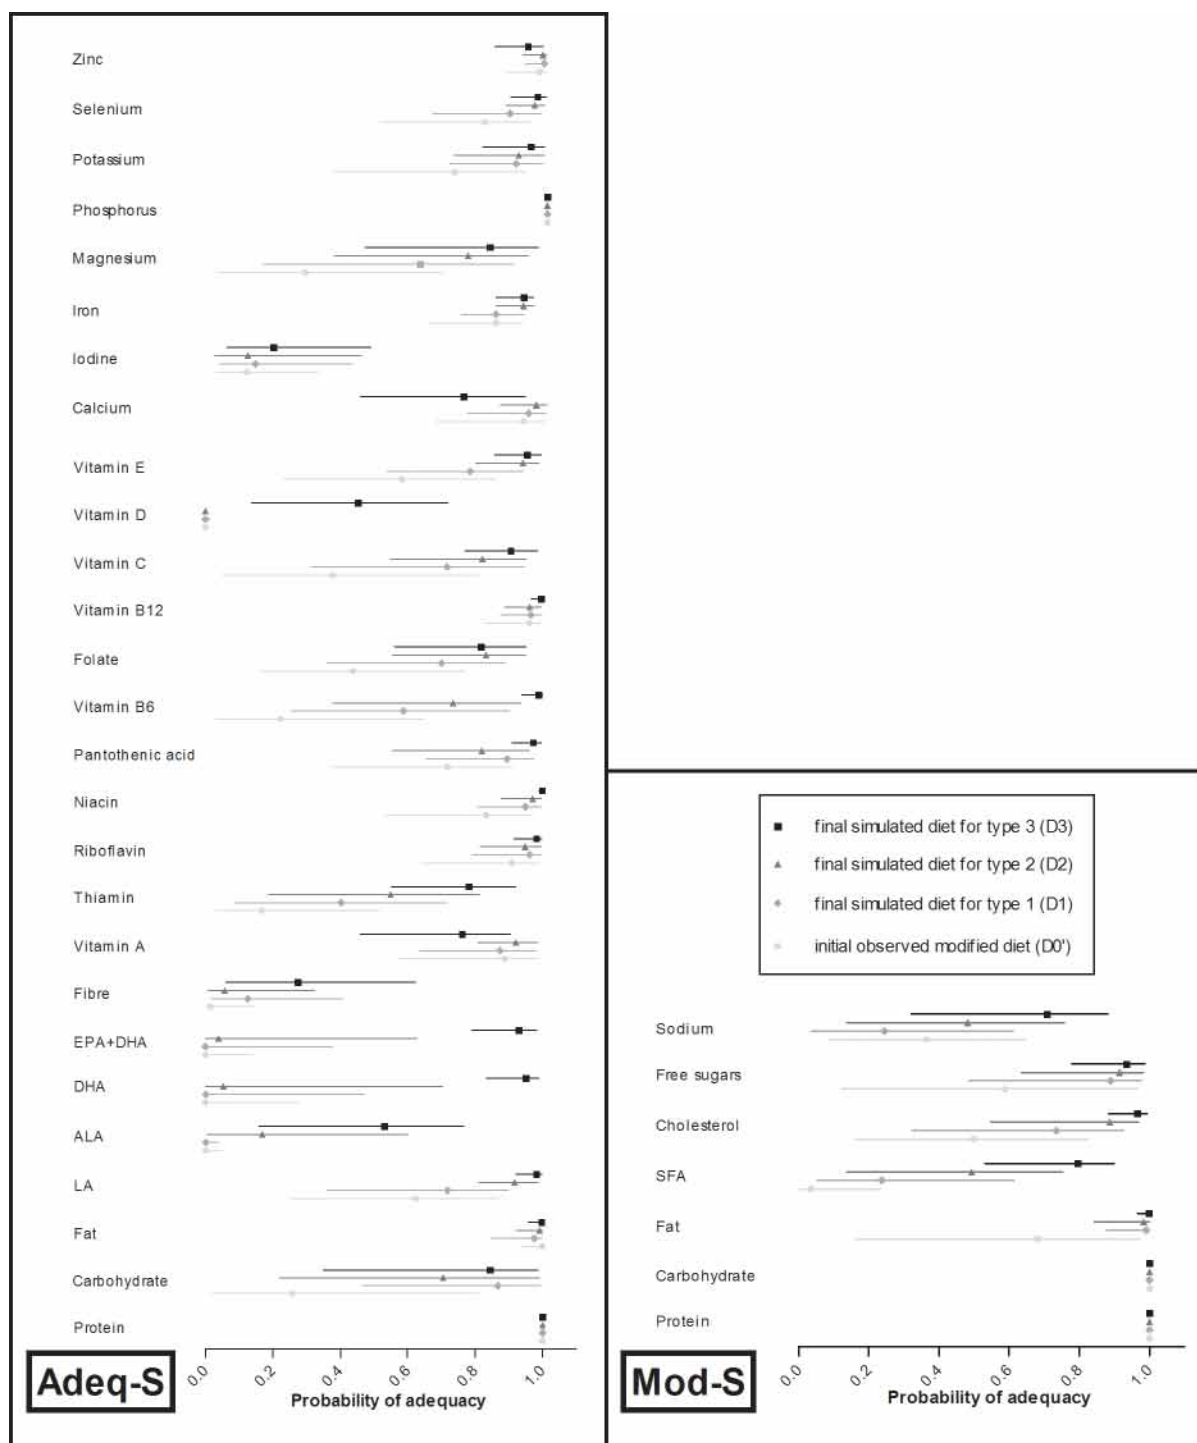 Zinc
Selenium
Potassium
Phosphorus
Magnesium
Iron
Iodine
Calcium
Vitamin E
Vitamin D
Vitamin C
Vitamin B12
Folate
Vitamin B6
Pantothenic acid
Niacin
Riboflavin
Thiamin
Vitamin A
Fibre
EPA+DHA
DHA
ALA
LA
Fat
Carbohydrate
Protein
0.0 0.2 0.4 0.6 0.8 1.0
Probability of adequacy
Adeq-S
final simulated diet for type 3 (D3)
final simulated diet for type 2 (D2)
final simulated diet for type 1 (D1)
initial observed modified diet (D0')
Sodium
Free sugars
Cholesterol
SFA
Fat
Carbohydrate
Protein
0.0 0.2 0.4 0.6 0.8 1.0
Probability of adequacy
Mod-S